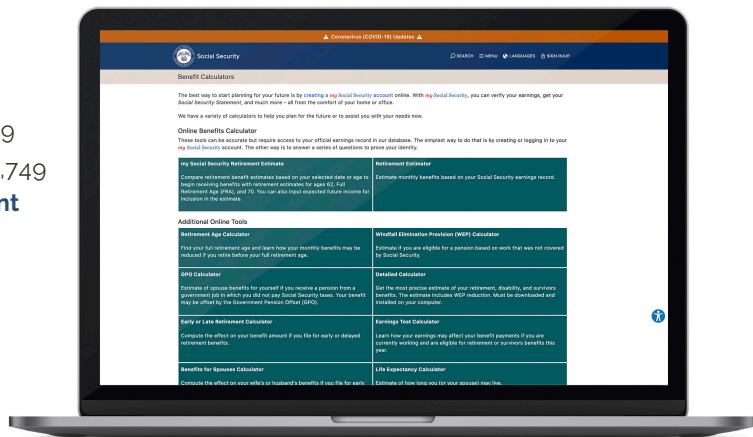 9
,749
nt
Coronavirus (COVID-19) Updates
Social Security
SEARCH MENU LANGUAGES SIGN IN/UP
Benefit Calculators
The best way to start planning for your future is by creating a my Social Security account online. With my Social Security, you can verify your earnings, get your
Social Security Statement, and much more – all from the comfort of your home
or office.
We have a variety of calculators to help you plan for the future or to assist you
with your needs now.
Online Benefits Calculator
These tools can be accurate but require access to your official earnings record in our database. The simplest way to do that is by creating or logging in to your
my Social Security account. The other way is to answer a series of questions to
prove your identity.
my Social Security Retirement Estimate
Compare retirement benefit estimates based on your selected date or age to
begin receiving benefits with retirement estimates for ages 62, Full
Retirement Age (FRA), and 70. You can also input expected future income for
inclusion in the estimate.
Retirement Estimator
Estimate monthly benefits based on your Social Security earnings record.
Additional Online Tools
Retirement Age Calculator
Find your full retirement age and learn how your monthly benefits may be
reduced if you retire before your full retirement age.
Windfall Elimination Provision (WEP) Calculator
Estimate if you are eligible for a pension based on work that was not covered
by Social Security.
GPO Calculator
Estimate of spouse benefits for yourself if you receive a pension from a
government job in which you did not pay Social Security taxes. Your benefit
may be offset by the Government Pension Offset (GPO).
Detailed Calculator
Get the most precise estimate of your retirement, disability, and survivors
benefits. The estimate includes WEP reduction. Must be downloaded and
installed on your computer.
Early or Late Retirement Calculator
Compute the effect on your benefit amount if you file for early or delayed
retirement benefits.
Earnings Test Calculator
Learn how your earnings may affect your benefit payments if you are
currently working and are eligible for retirement or survivors benefits this
year.
Benefits for Spouses Calculator
Compute the effect on your wife's or husband's benefits if you file for early
Life Expectancy Calculator
Estimate of how long you (or your spouse) may live.